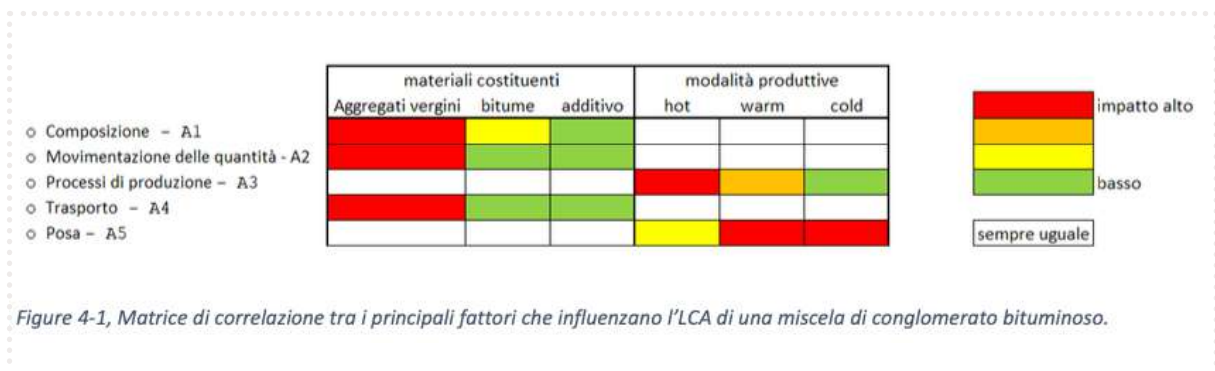 materiali costituenti modalità produttive
Aggregati vergini bitume additivo hot warm cold
Composizione – A1
Movimentazione delle quantità - A2
Processi di produzione – A3
Trasporto – A4
Posa – A5
impatto alto
basso
sempre uguale
Figure 4-1, Matrice di correlazione tra i principali fattori che influenzano l’LCA di una miscela di conglomerato bituminoso.